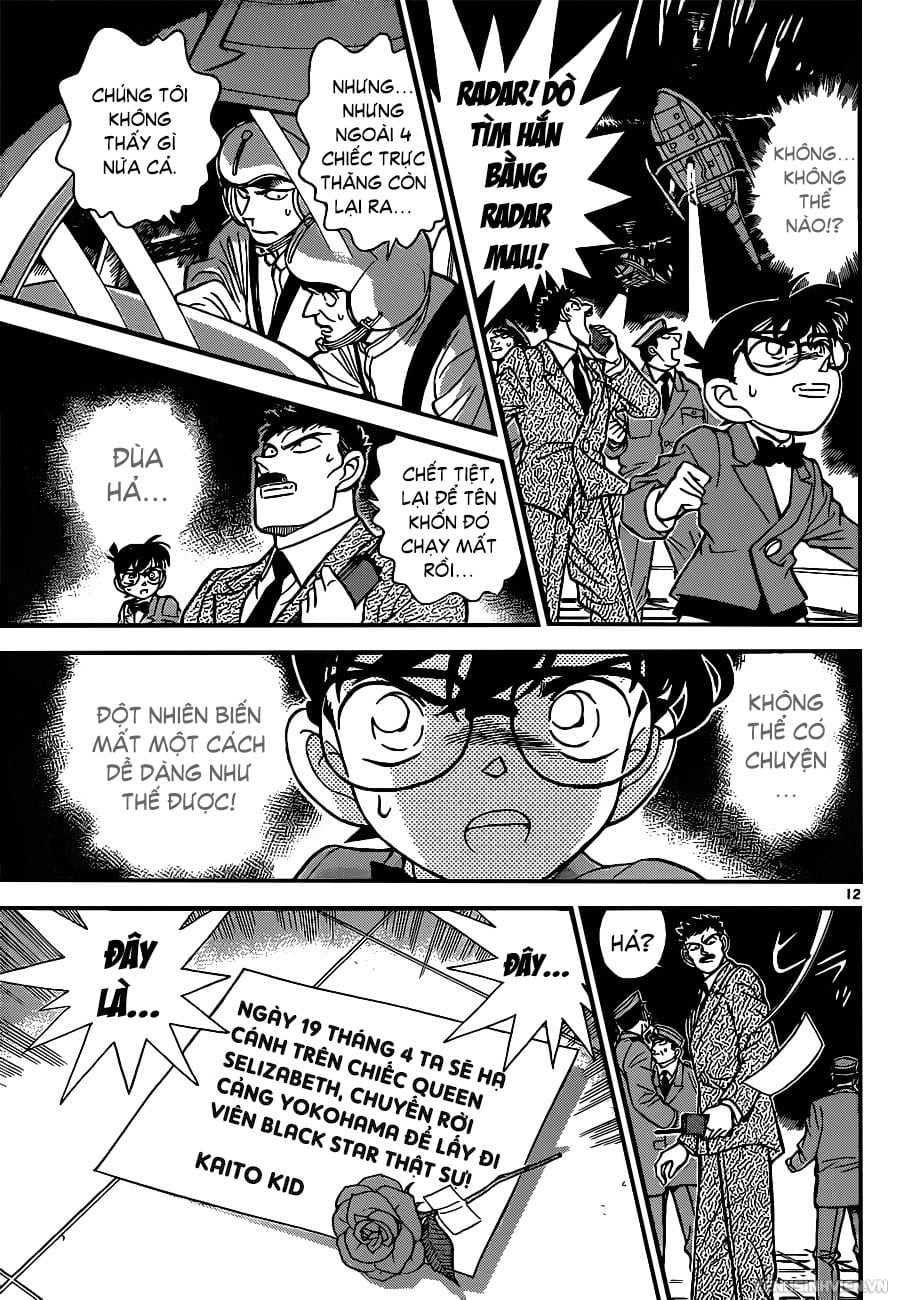 KHÔNG...
KHÔNG
THỂ
NÀO!?
RADAR! DÒ
TÌM HẮN
BẰNG
RADAR
MAU!
NHƯNG...
NHƯNG
NGOÀI 4
CHIẾC TRỰC
THĂNG CÒN
LẠI RA...
CHÚNG TÔI
KHÔNG
THẤY GÌ
NỮA CẢ.
CHẾT TIỆT,
LẠI ĐỂ TÊN
KHỐN ĐÓ
CHẠY MẤT
RỒI...
ĐÙA
HẢ...
KHÔNG
THỂ CÓ
CHUYỆN
...
ĐỘT NHIÊN BIẾN
MẤT MỘT CÁCH
DỄ DÀNG NHƯ
THẾ ĐƯỢC!
12
HẢ?
ĐÂY...
ĐÂY
LÀ...
NGÀY 19 THÁNG 4 TA SẼ HẠ
CÁNH TRÊN CHIẾC QUEEN
SELIZABETH, CHUYẾN RỜI
CẢNG YOKOHAMA ĐỂ LẤY ĐI
VIÊN BLACK STAR THẬT SỰ!
KAITO KID